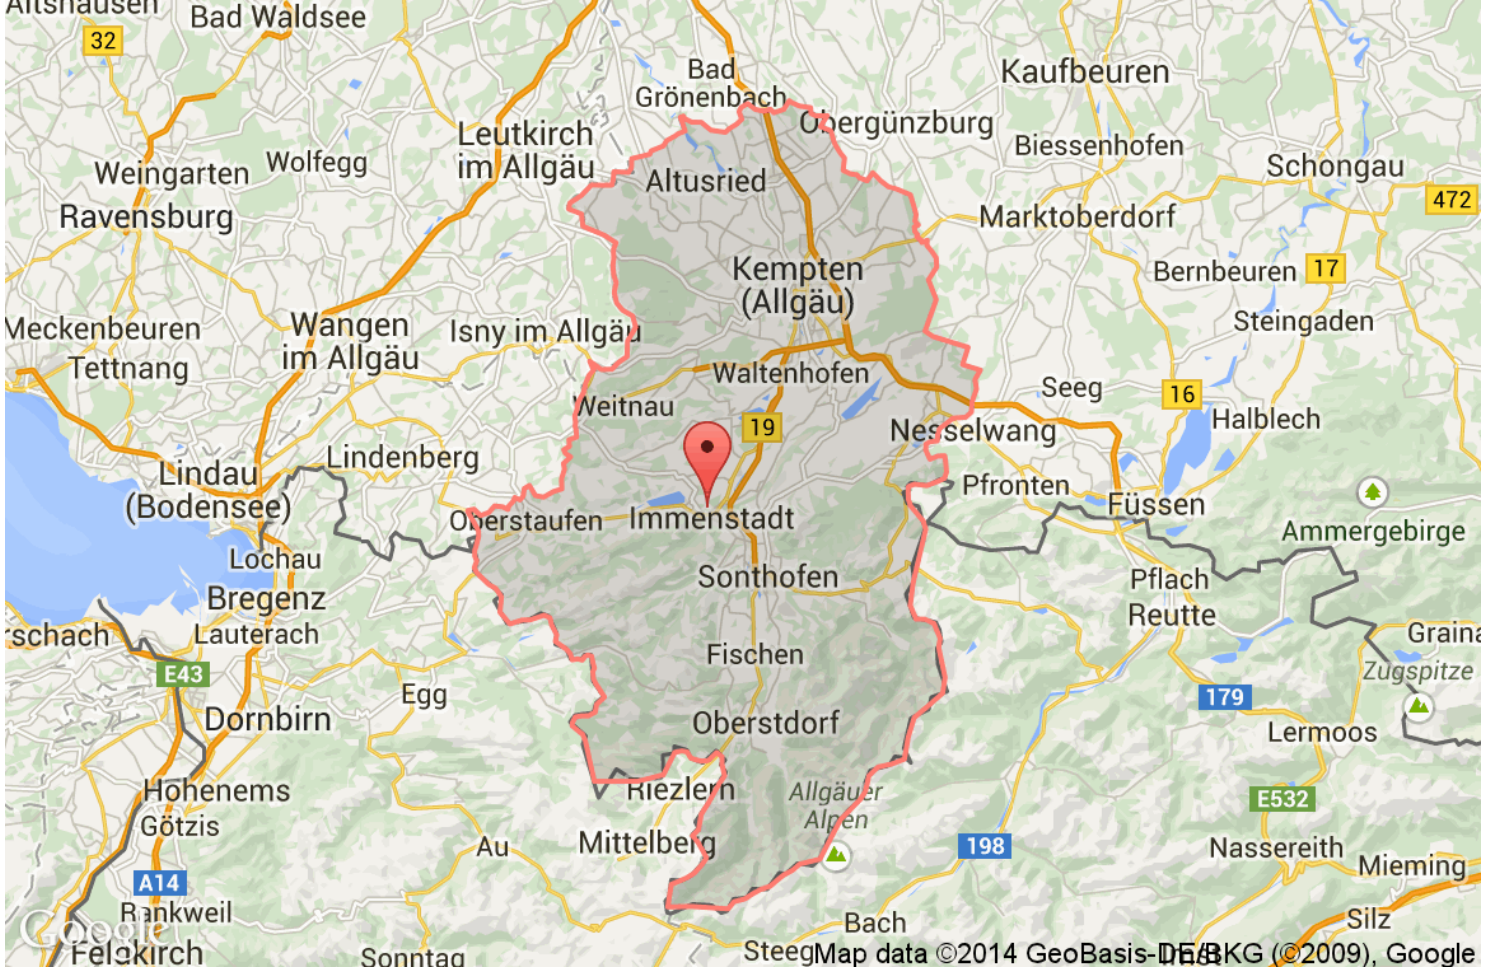 Altshausen
Bad Waldsee
32
Bad
Grönenbach
Kaufbeuren
Obergünzburg
Leutkirch
im Allgäu
Biessenhofen
Schongau
Weingarten
Wolfegg
Altusried
472
Ravensburg
Marktoberdorf
Kempten
(Allgäu)
Bernbeuren
17
Meckenbeuren
Wangen
im Allgäu
Isny im Allgäu
Steingaden
Tettnang
Waltenhofen
Seeg
16
Weitnau
19
Halblech
Nesselwang
Lindau
(Bodensee)
Lindenberg
Pfronten
Füssen
Oberstaufen
Immenstadt
Ammergebirge
Lochau
Sonthofen
Pflach
Bregenz
Reutte
rschach
Lauterach
Graina
Fischen
Zugspitze
E43
Egg
179
Dornbirn
Oberstdorf
Lermoos
Hohenems
Riezlern
Allgäuer
Alpen
E532
Götzis
Mittelberg
Au
198
Nassereith
Mieming
A14
Rankweil
Bach
Silz
Google
Feldkirch
Sonntag
Steeg
Map data ©2014 GeoBasis-DE/BKG (©2009), Google